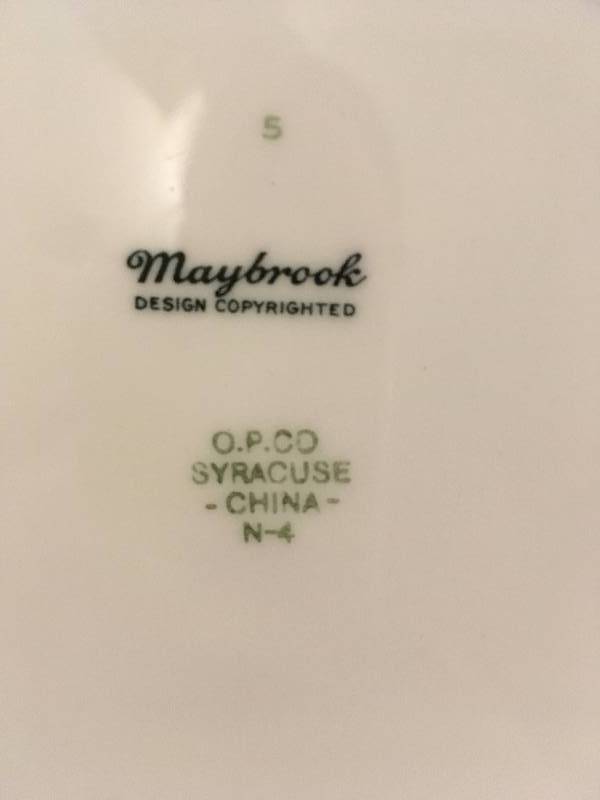 5
Maybrook
DESIGN COPYRIGHTED
O.P.CO
SYRACUSE
- CHINA -
N-4